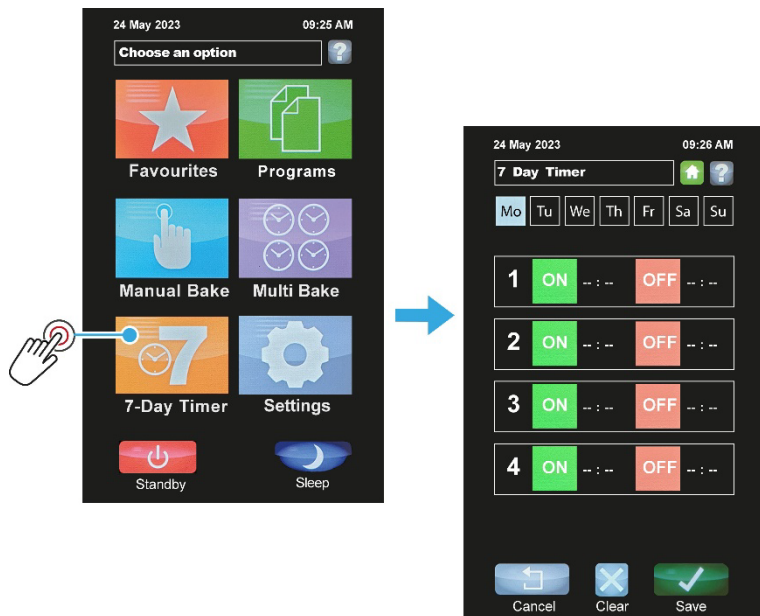 24 May 2023 09:25 AM
Choose an option ?
Favourites Programs
Manual Bake Multi Bake
7
7-Day Timer Settings
Standby Sleep
24 May 2023 09:26 AM
7 Day Timer ?
Mo Tu We Th Fr Sa Su
1 ON -- : -- OFF -- : --
2 ON -- : -- OFF -- : --
3 ON -- : -- OFF -- : --
4 ON -- : -- OFF -- : --
Cancel Clear Save